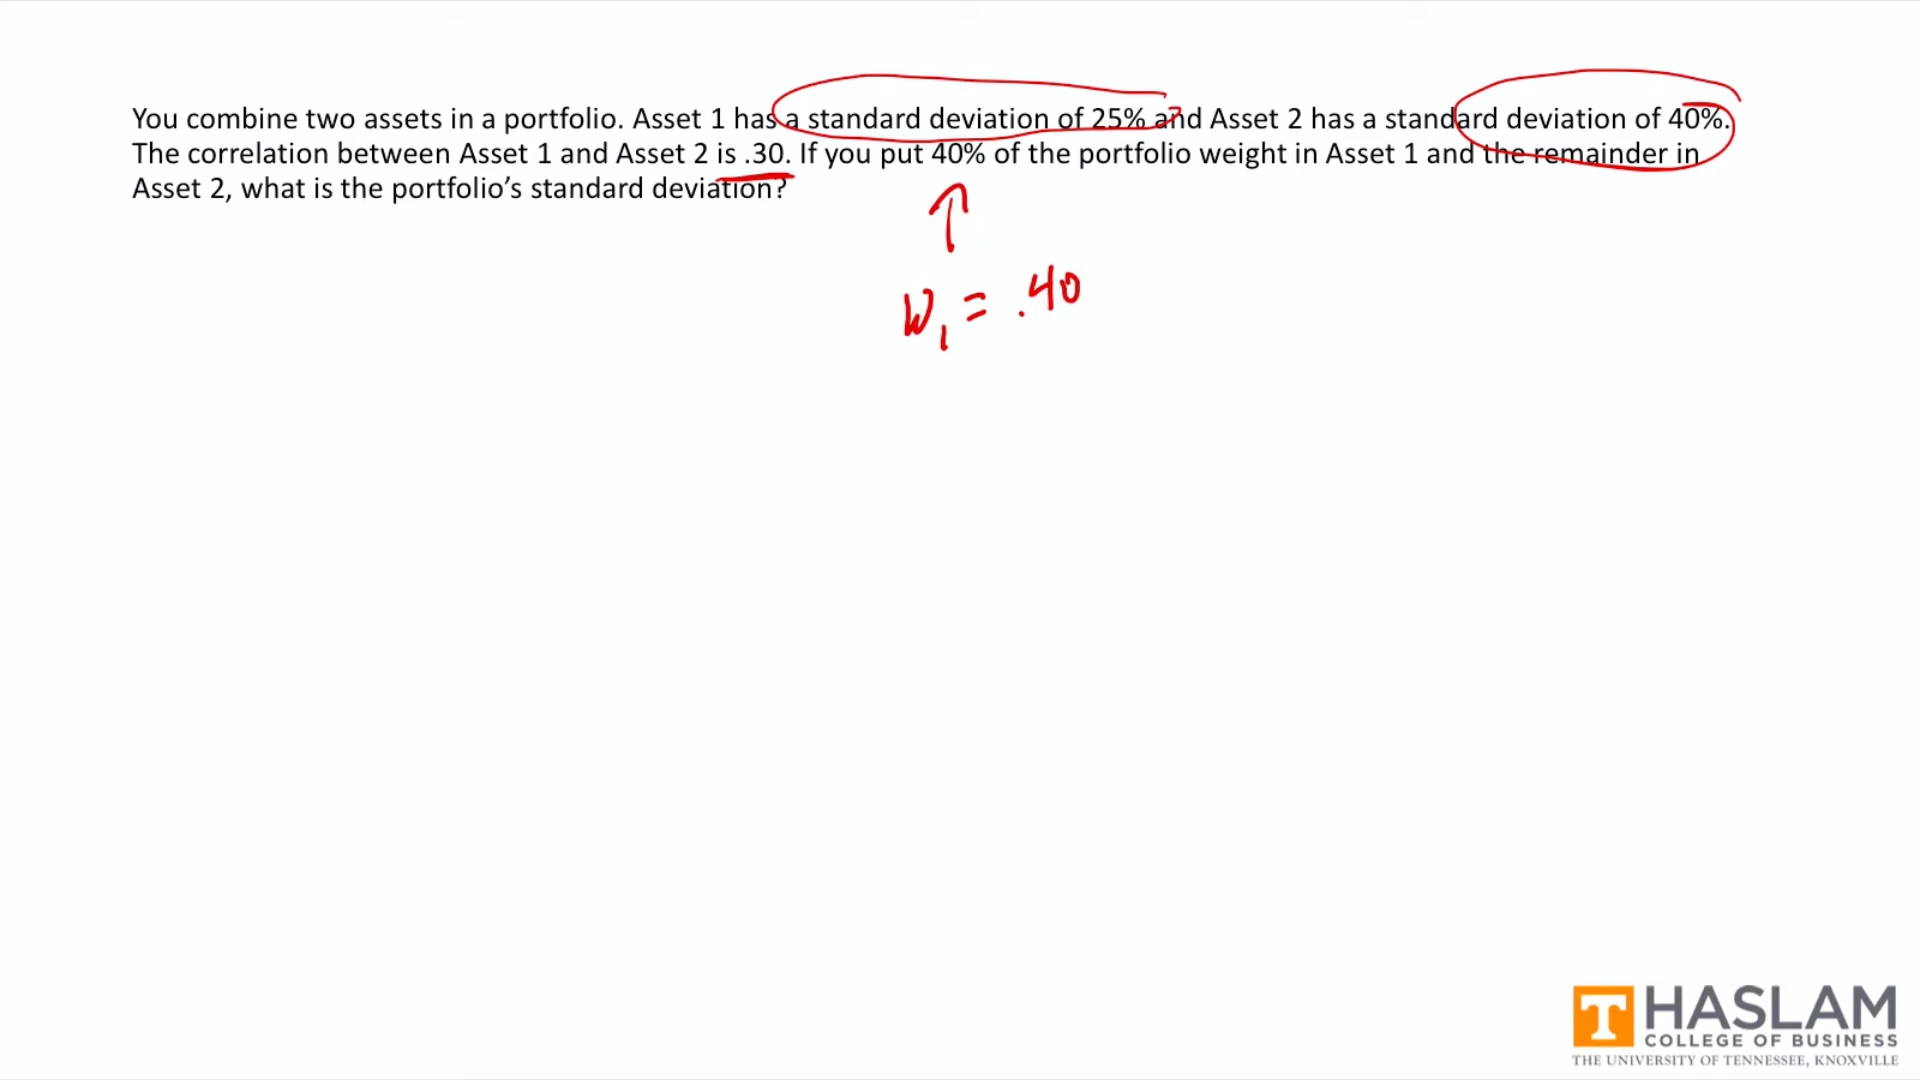 You combine two assets in a portfolio. Asset 1 has a standard deviation of 25% and Asset 2 has a standard deviation of 40%.
The correlation between Asset 1 and Asset 2 is .30. If you put 40% of the portfolio weight in Asset 1 and the remainder in
Asset 2, what is the portfolio’s standard deviation?
W₁ = .40
T HASLAM
COLLEGE OF BUSINESS
THE UNIVERSITY OF TENNESSEE, KNOXVILLE